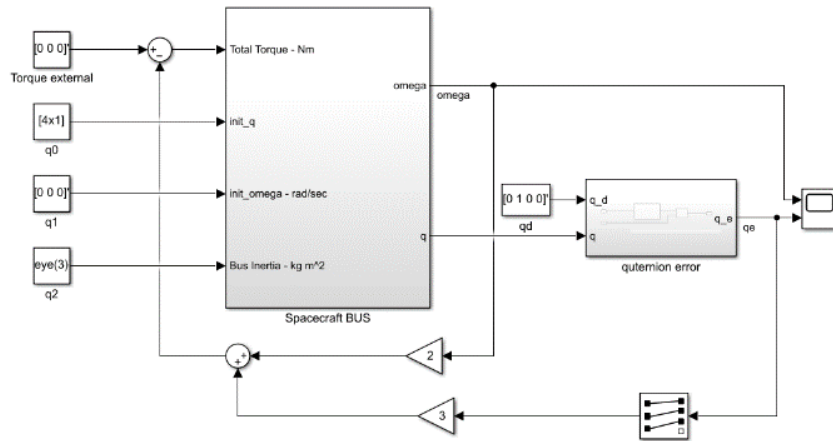 [0 0 0]'
Torque external
+
−
Total Torque - Nm
omega
omega
[4x1]
q0
init_q
[0 0 0]'
q1
init_omega - rad/sec
[0 1 0 0]'
qd
q_d
q_e
qe
q
q
quternion error
eye(3)
q2
Bus Inertia - kg m^2
Spacecraft BUS
+
+
2
3